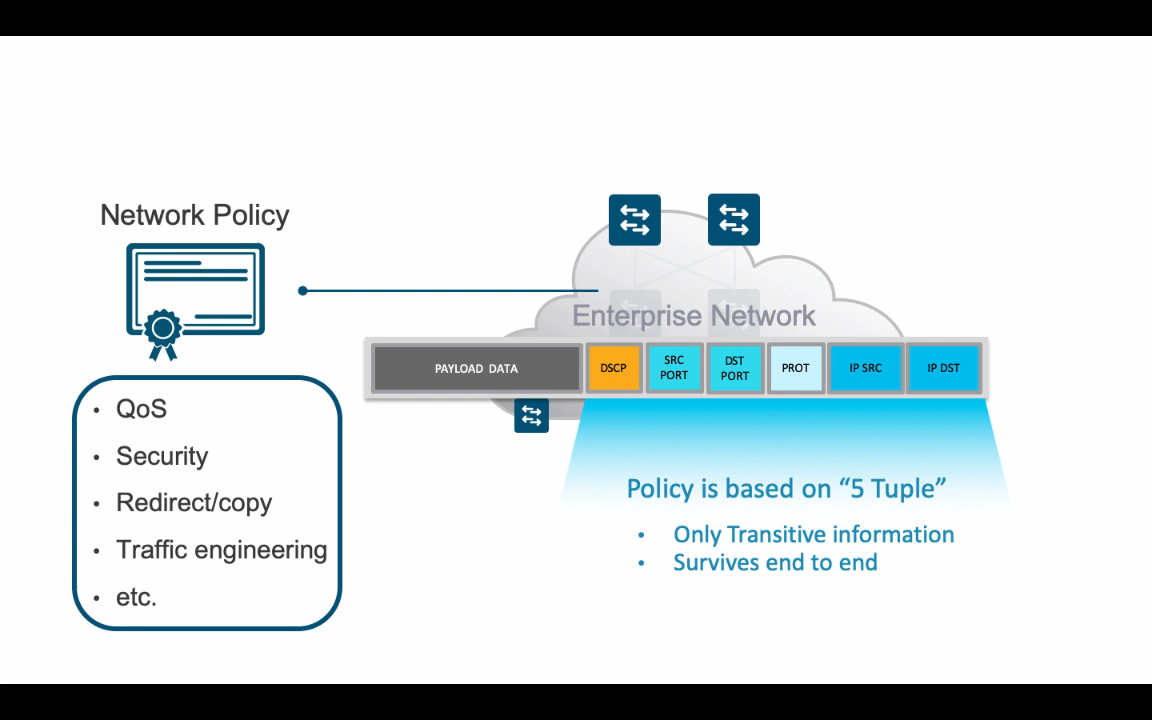 Network Policy
• QoS
• Security
• Redirect/copy
• Traffic engineering
• etc.
Enterprise Network
PAYLOAD DATA
DSCP
SRC
PORT
DST
PORT
PROT
IP SRC
IP DST
Policy is based on “5 Tuple”
• Only Transitive information
• Survives end to end